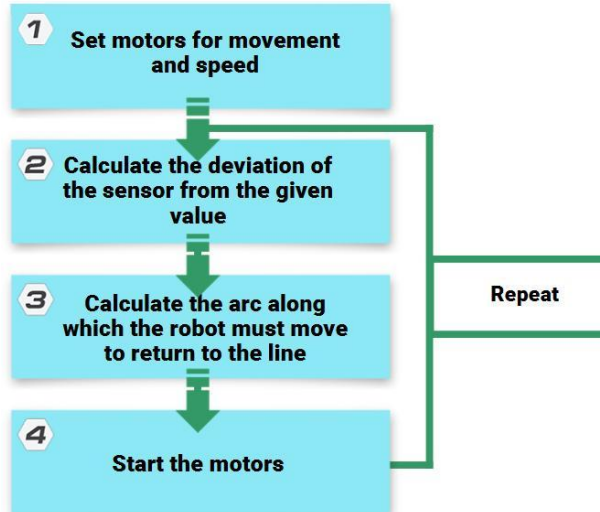 1
Set motors for movement
and speed
2
Calculate the deviation of
the sensor from the given
value
3
Calculate the arc along
which the robot must move
to return to the line
Repeat
4
Start the motors